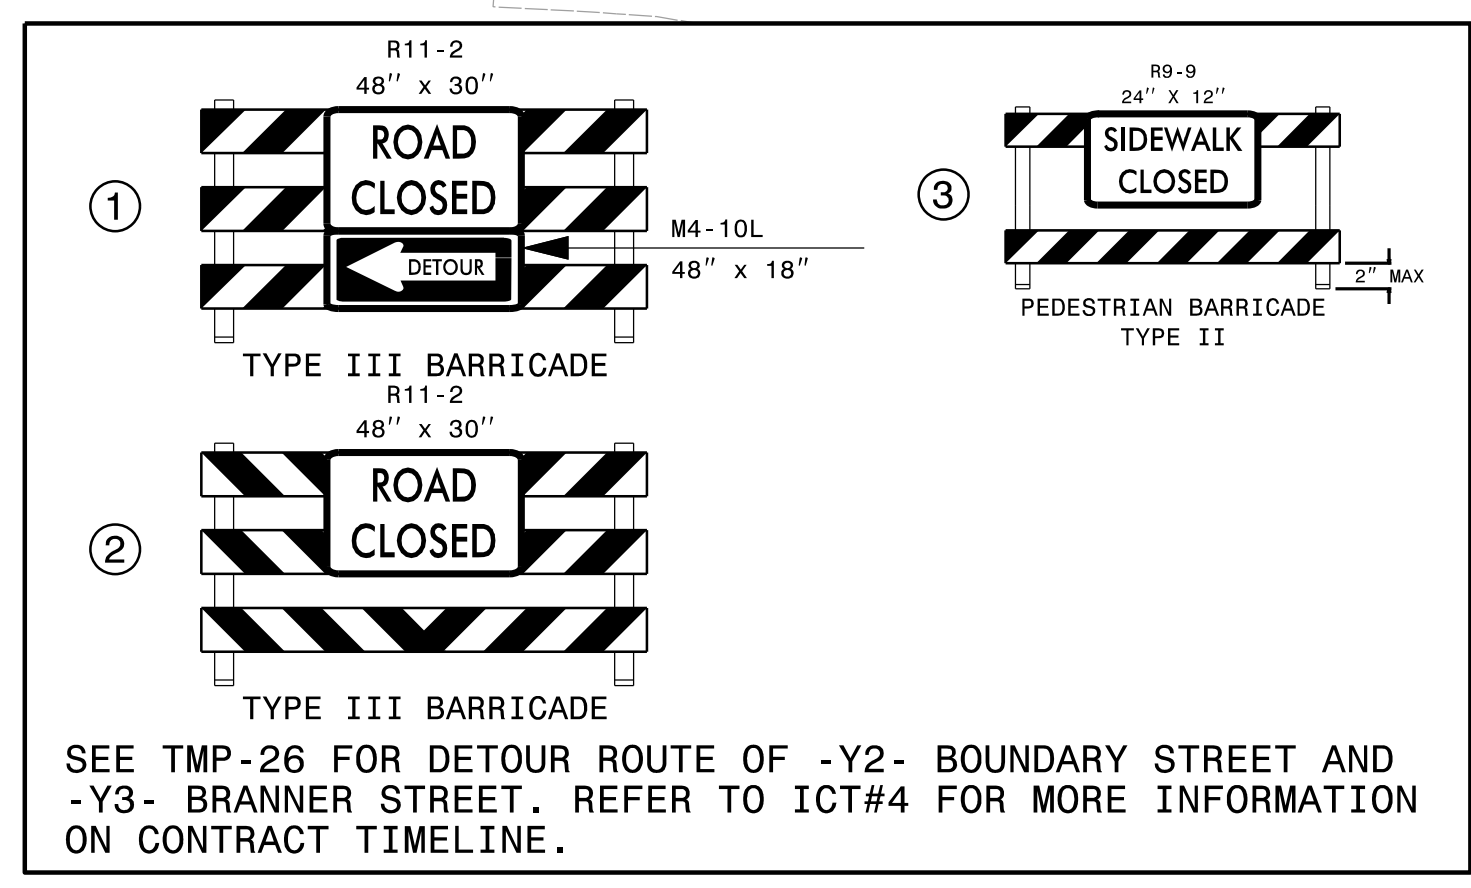 R11-2
48" x 30"
1
ROAD
CLOSED
DETOUR
M4-10L
48" x 18"
TYPE III BARRICADE
R9-9
24" X 12"
3
SIDEWALK
CLOSED
2" MAX
PEDESTRIAN BARRICADE
TYPE II
R11-2
48" x 30"
2
ROAD
CLOSED
TYPE III BARRICADE
SEE TMP-26 FOR DETOUR ROUTE OF -Y2- BOUNDARY STREET AND
-Y3- BRANNER STREET. REFER TO ICT#4 FOR MORE INFORMATION
ON CONTRACT TIMELINE.